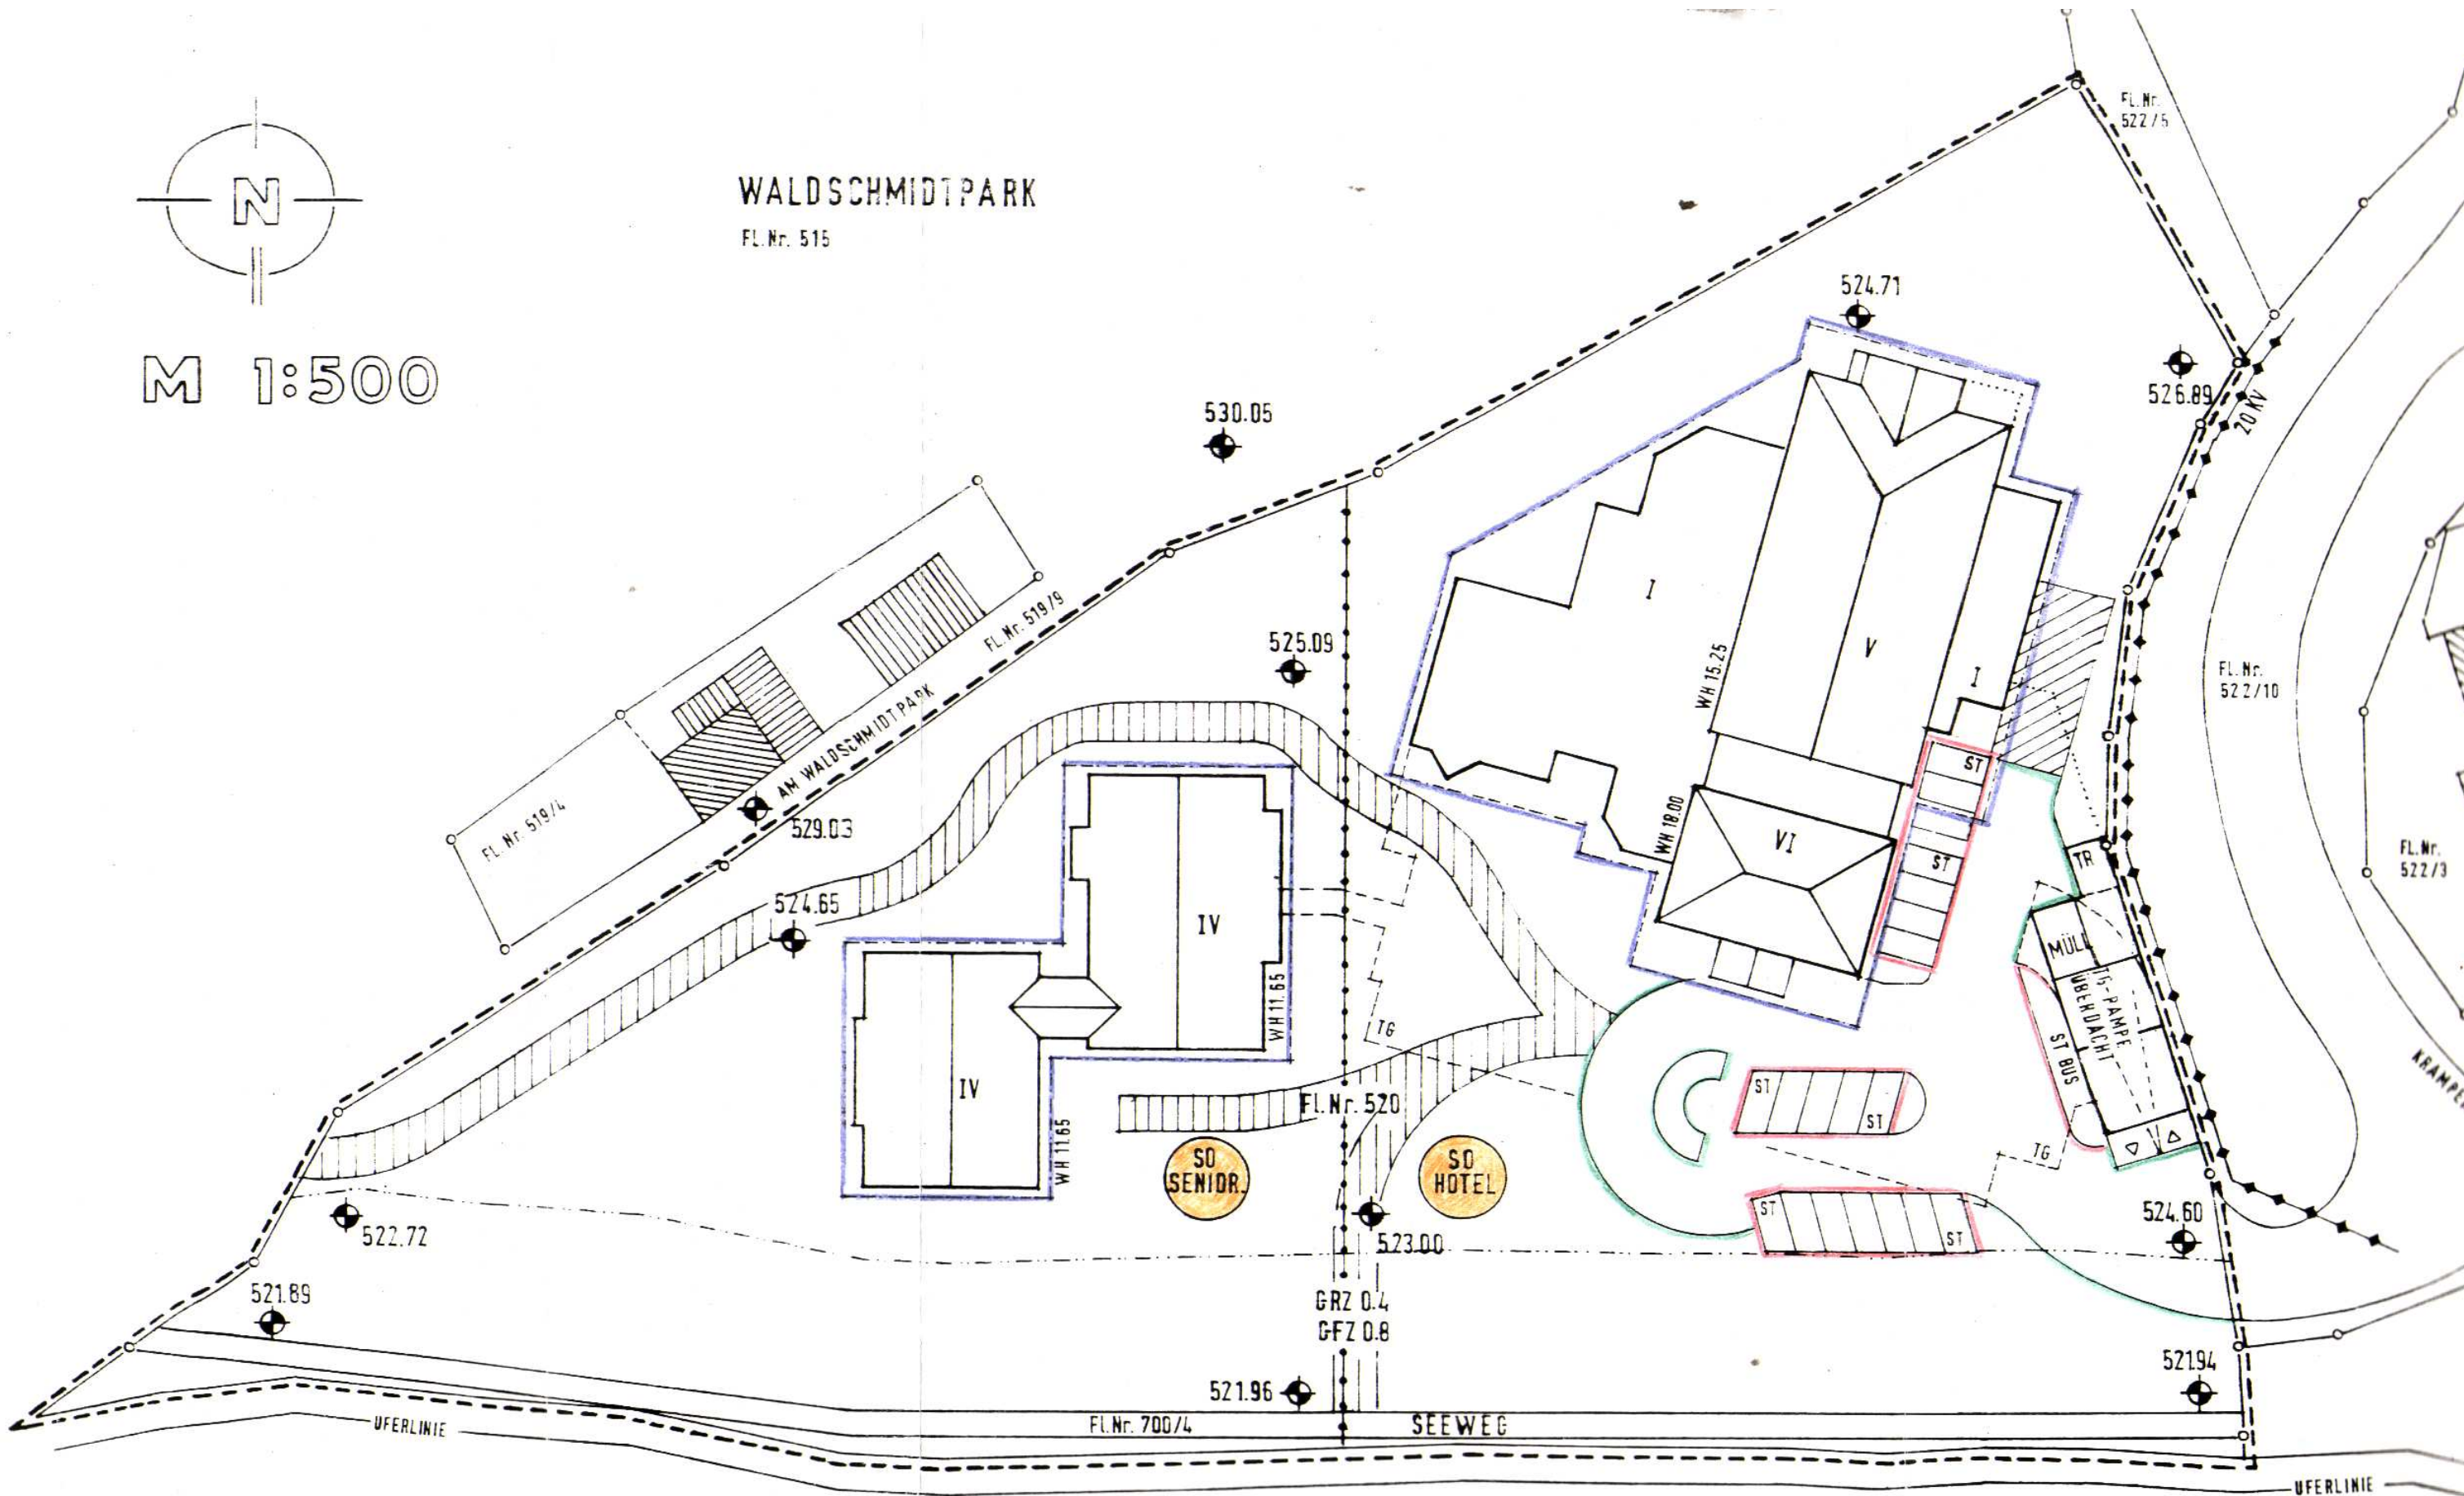 N
M 1:500
WALDSCHMIDTPARK
FL.Nr. 515
FL.Nr.
522/5
524.71
526.89
20 KV
530.05
525.09
FL.Nr. 519/9
AM WALDSCHMIDTPARK
FL.Nr. 519/4
529.03
524.65
I
V
I
WH 15.25
WH 18.00
VI
ST
ST
FL.Nr.
522/10
FL.Nr.
522/3
TR
MÜLL
TG-RAMPE
ÜBERDACHT
ST BUS
IV
IV
WH 11.65
WH 11.65
TG
FL.Nr. 520
ST
ST
TG
SO
SENIOR.
SO
HOTEL
ST
ST
522.72
523.00
524.60
521.89
GRZ 0.4
GFZ 0.8
521.96
521.94
FL.Nr. 700/4
SEEWEG
UFERLINIE
UFERLINIE